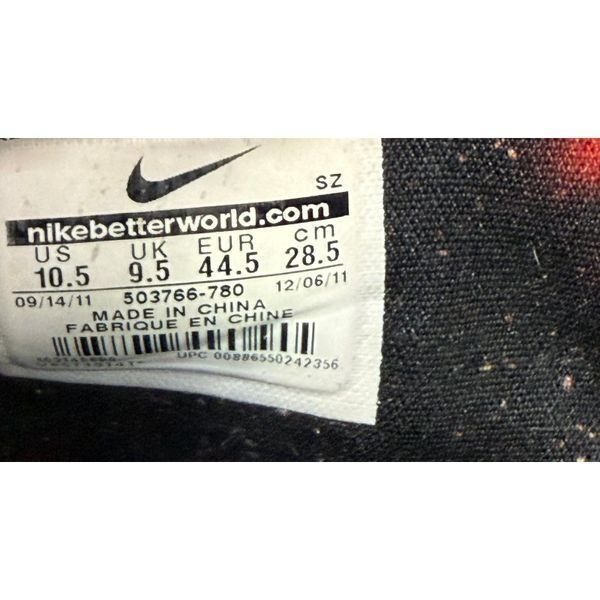 SZ
nikebetterworld.com
US UK EUR cm
10.5 9.5 44.5 28.5
09/14/11 503766-780 12/06/11
MADE IN CHINA
FABRIQUE EN CHINE
UPC 00886550242356